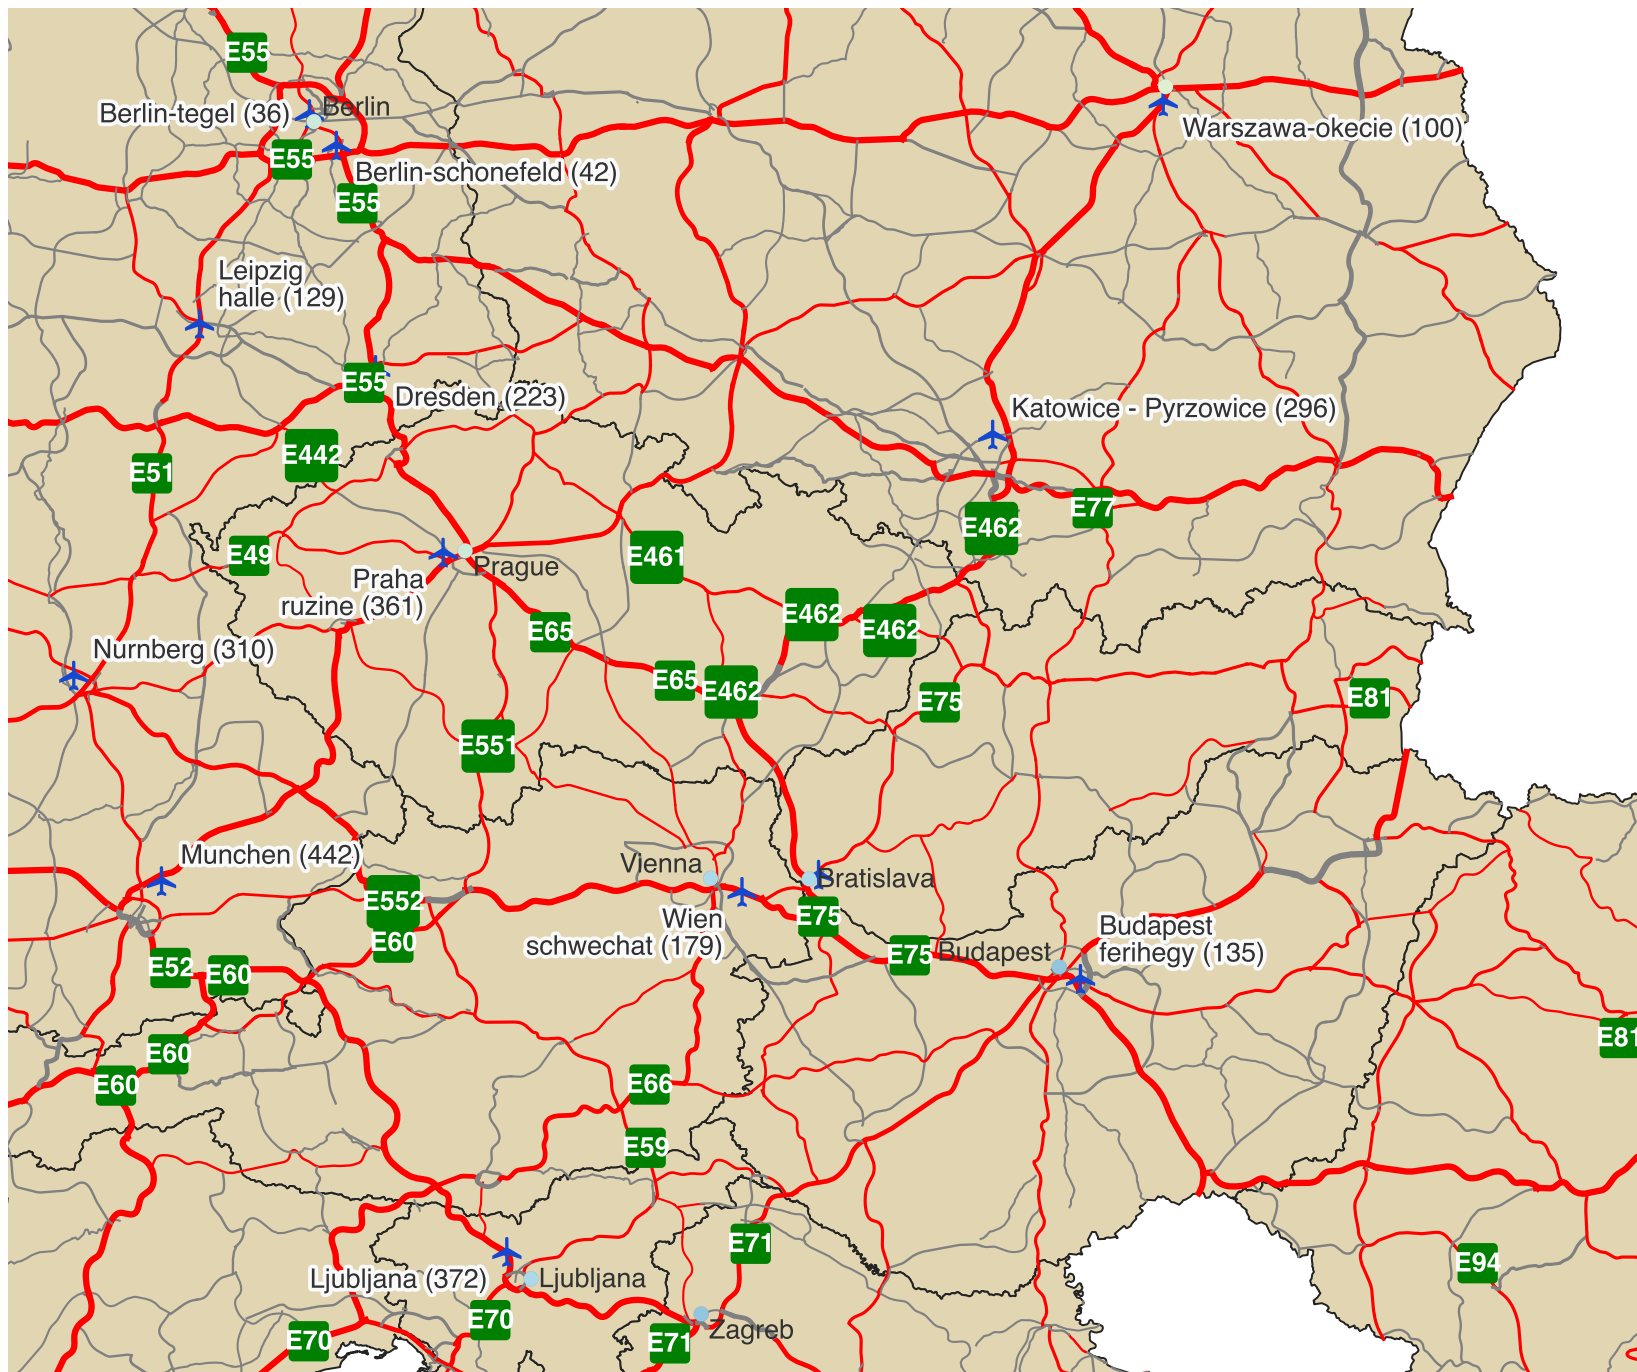 E55
Berlin-tegel (36)
Berlin
E55
Warszawa-okecie (100)
Berlin-schonefeld (42)
E55
Leipzig
halle (129)
E55
Dresden (223)
Katowice - Pyrzowice (296)
E442
E51
E77
E462
E49
E461
Prague
Praha
ruzine (361)
E462
E462
E65
Nurnberg (310)
E65
E462
E75
E81
E551
Munchen (442)
Vienna
Bratislava
E552
E75
Wien
schwechat (179)
E60
E75
Budapest
Budapest
ferihegy (135)
E52
E60
E81
E60
E60
E66
E59
E71
E94
Ljubljana (372)
Ljubljana
E70
E70
E71
Zagreb